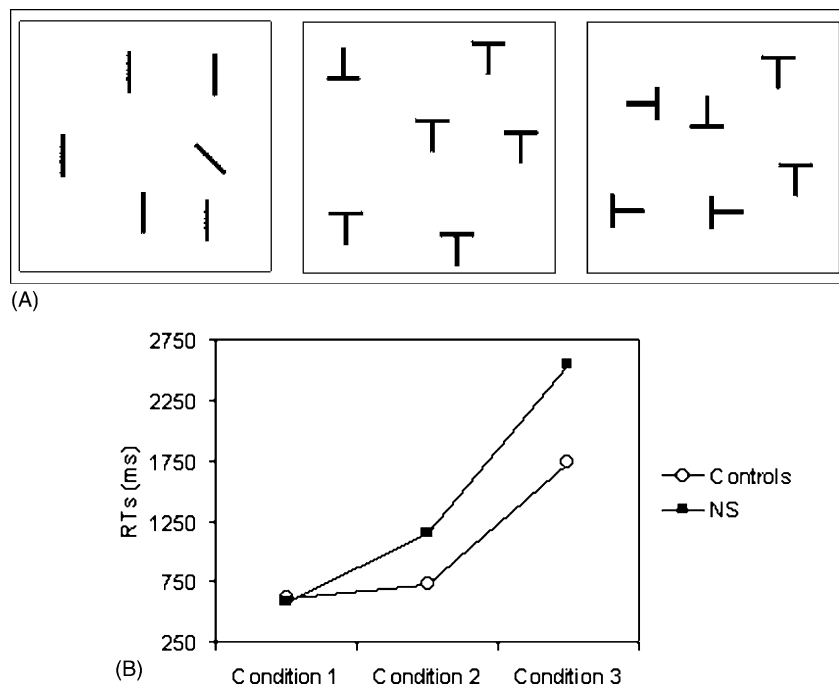 (A)
2750
2250
1750
1250
750
250
RTs (ms)
Controls
NS
Condition 1 Condition 2 Condition 3
(B)